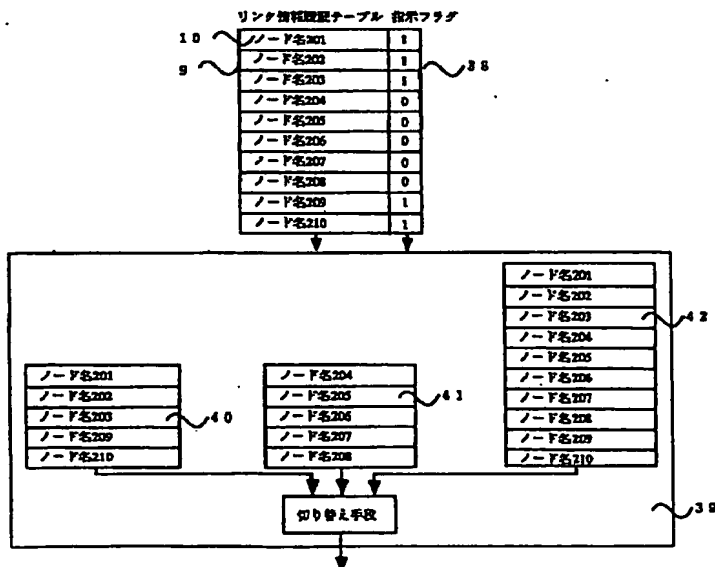 リンク情報既記テーブル 指示フラグ
10
ノード名201 1
9
ノード名202 1
38
ノード名203 1
ノード名204 0
ノード名205 0
ノード名206 0
ノード名207 0
ノード名208 0
ノード名209 1
ノード名210 1
ノード名201
ノード名202
ノード名203
42
ノード名204
ノード名205
ノード名206
ノード名207
ノード名208
ノード名209
ノード名210
ノード名201
ノード名202
ノード名203
40
ノード名209
ノード名210
ノード名204
ノード名205
41
ノード名206
ノード名207
ノード名208
切り替え手段
39